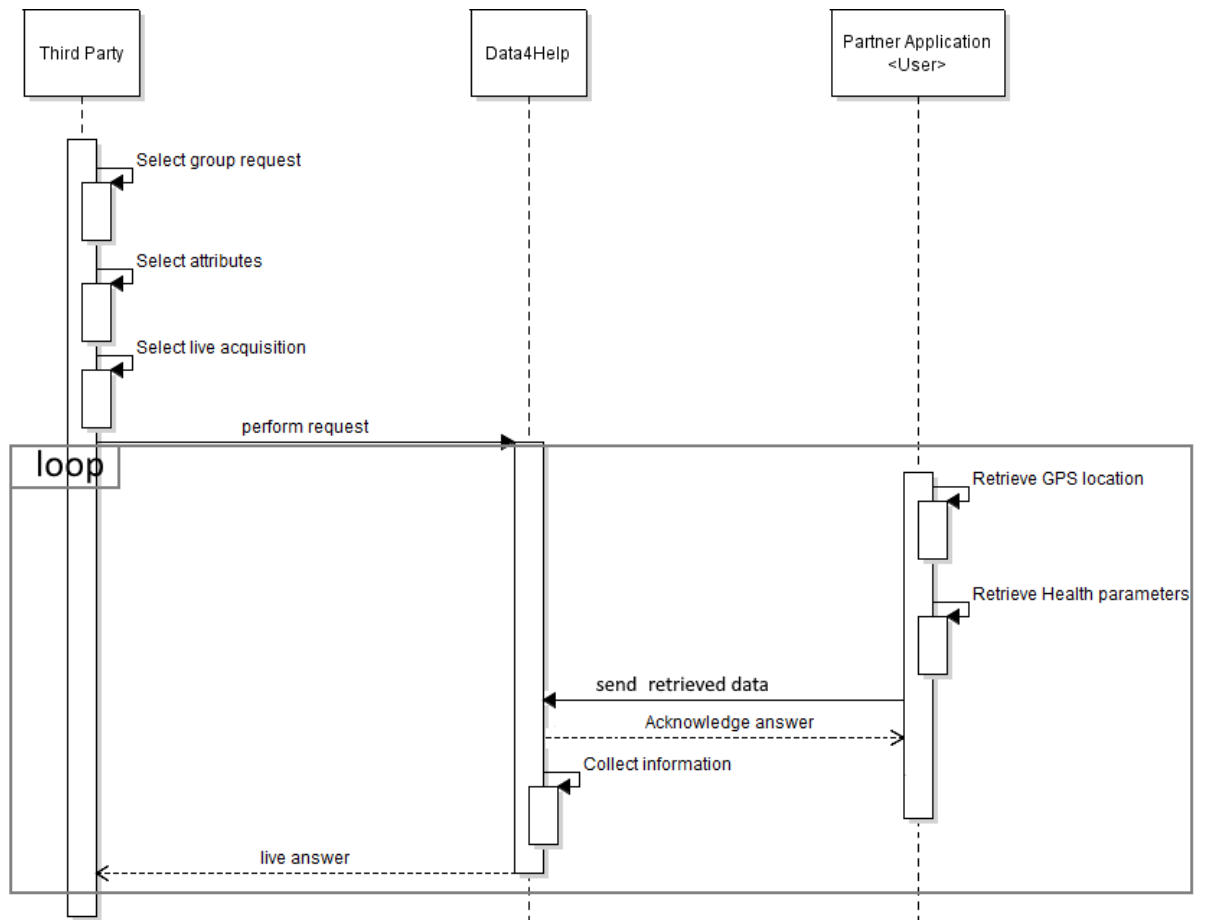 Third Party
Data4Help
Partner Application
<User>
Select group request
Select attributes
Select live acquisition
perform request
loop
Retrieve GPS location
Retrieve Health parameters
send retrieved data
Acknowledge answer
Collect information
live answer